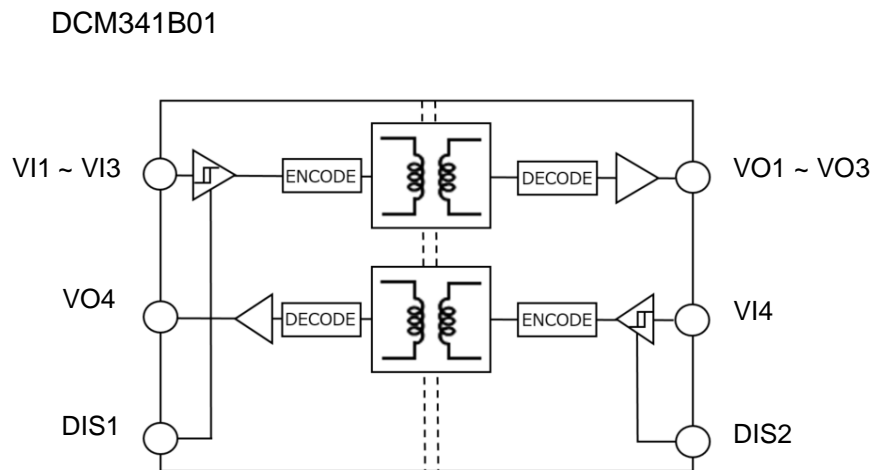 DCM341B01
VI1 ~ VI3
ENCODE
DECODE
VO1 ~ VO3
VO4
DECODE
ENCODE
VI4
DIS1
DIS2